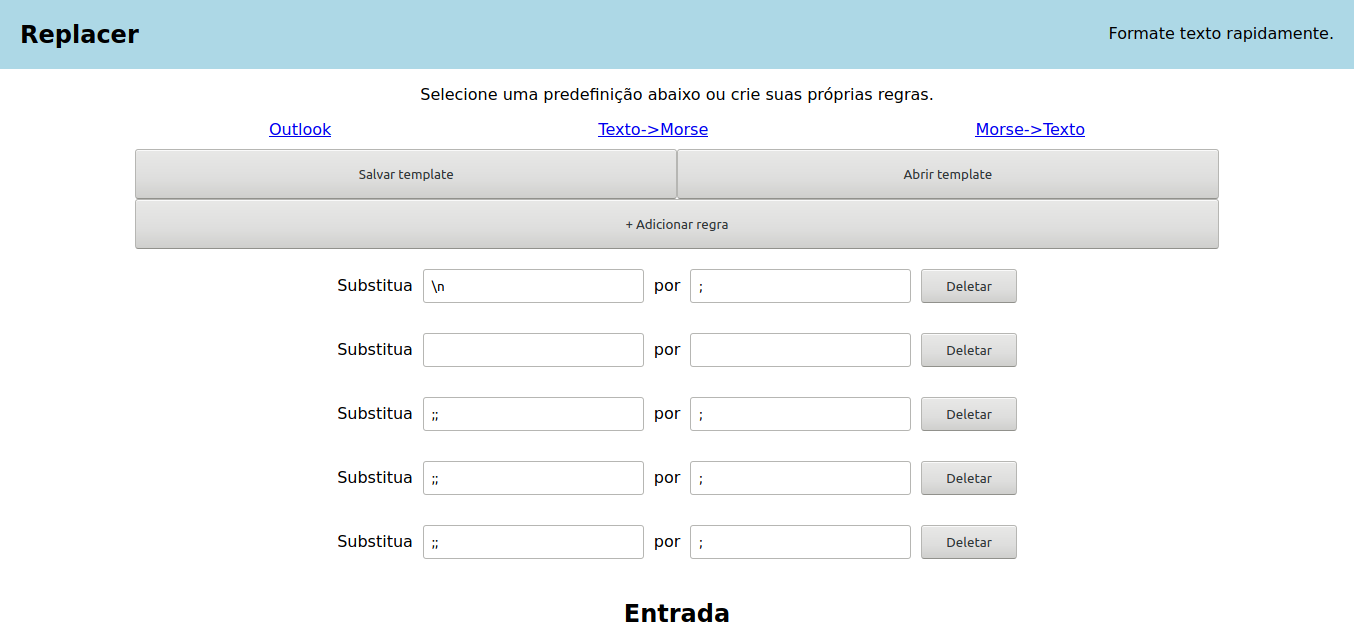 Replacer
Formate texto rapidamente.
Selecione uma predefinição abaixo ou crie suas próprias regras.
Outlook Texto->Morse Morse->Texto
Salvar template Abrir template
+ Adicionar regra
Substitua \n por ; Deletar
Substitua por Deletar
Substitua ;; por ; Deletar
Substitua ;; por ; Deletar
Substitua ;; por ; Deletar
Entrada